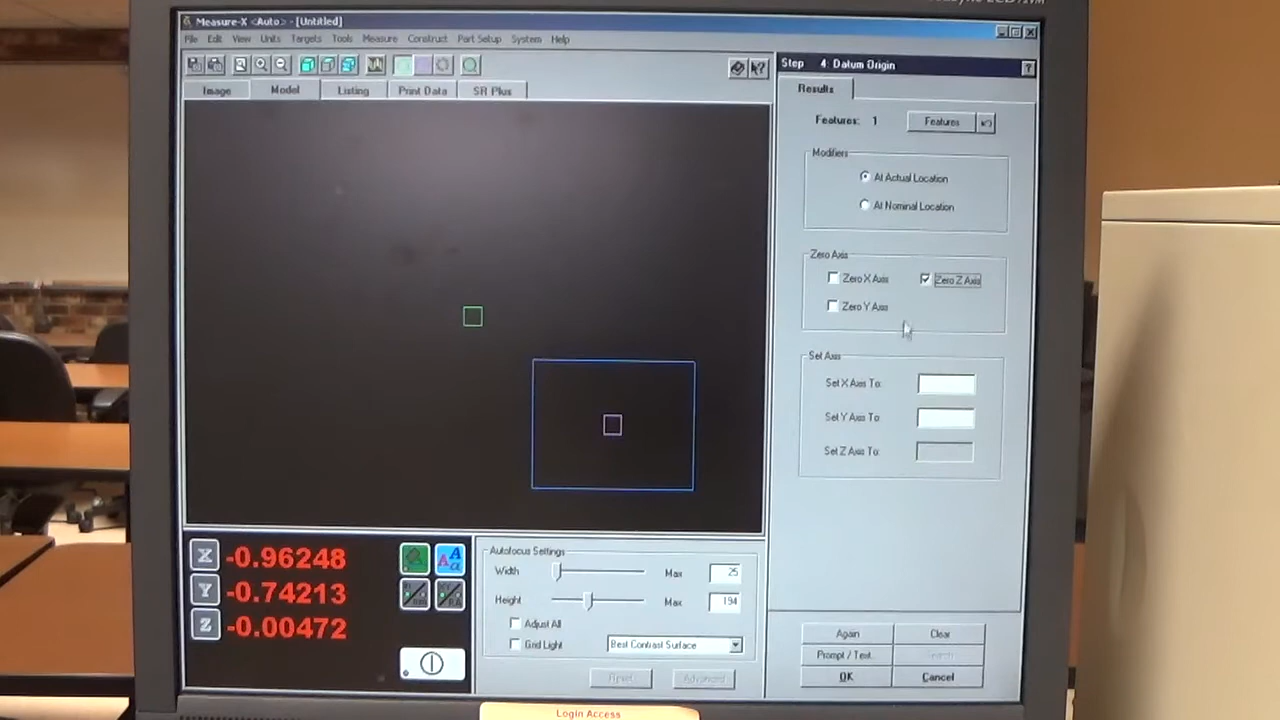 Measure-X <Auto> - [Untitled]
File Edit View Units Targets Tools Measure Construct Part Setup System Help
Image Model Listing Print Data SR Plus
Step 4: Datum Origin
Results
Features: 1 Features
Modifiers
At Actual Location
At Nominal Location
Zero Axis
Zero X Axis Zero Z Axis
Zero Y Axis
Set Axis
Set X Axis To:
Set Y Axis To:
Set Z Axis To:
X -0.96248
Y -0.74213
Z -0.00472
Autofocus Settings
Width Max 25
Height Max 194
Adjust All
Grid Light Best Contrast Surface
Reset Advanced
Again Clear
Prompt / Text... Search
OK Cancel
Login Access